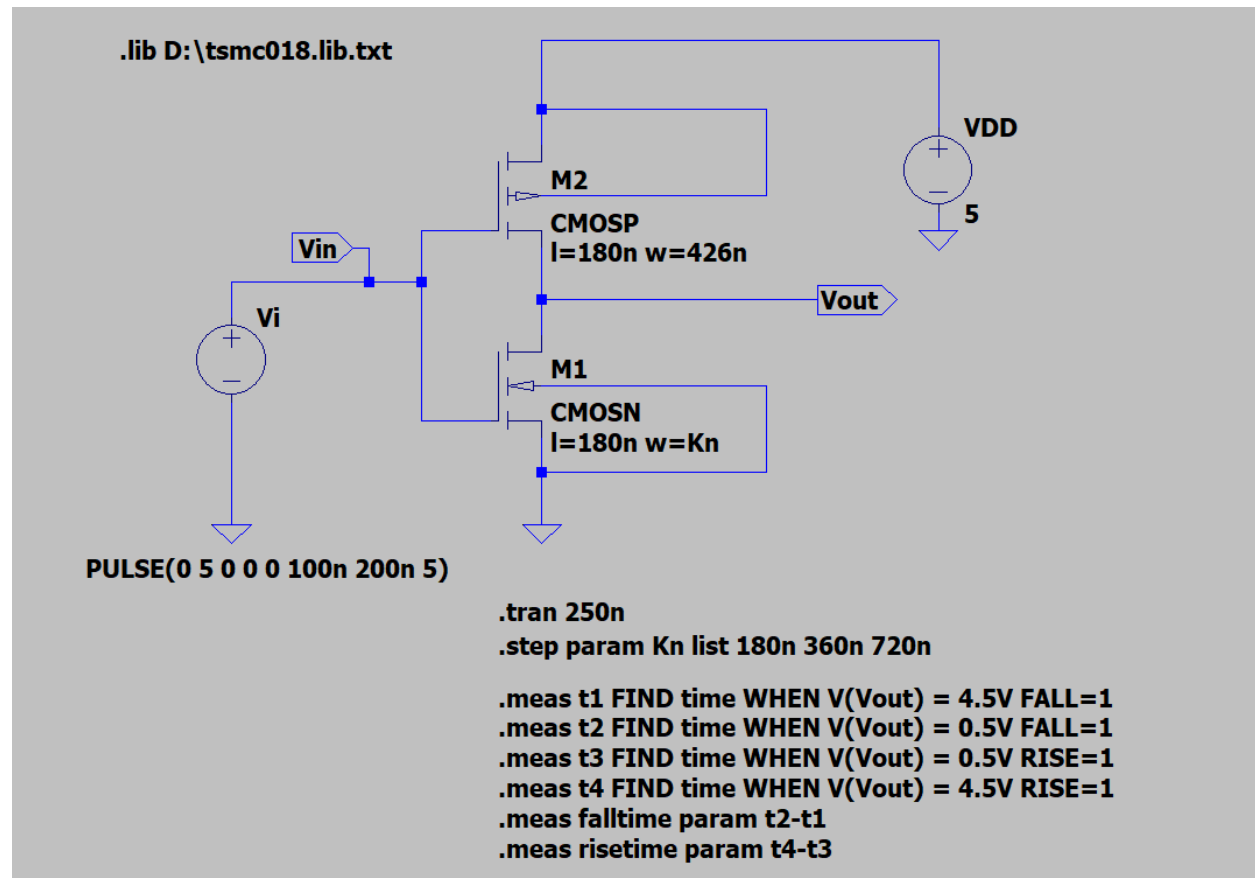 .lib D:\tsmc018.lib.txt
VDD
5
M2
CMOSP
l=180n w=426n
Vin
Vout
Vi
M1
CMOSN
l=180n w=Kn
PULSE(0 5 0 0 0 100n 200n 5)
.tran 250n
.step param Kn list 180n 360n 720n
.meas t1 FIND time WHEN V(Vout) = 4.5V FALL=1
.meas t2 FIND time WHEN V(Vout) = 0.5V FALL=1
.meas t3 FIND time WHEN V(Vout) = 0.5V RISE=1
.meas t4 FIND time WHEN V(Vout) = 4.5V RISE=1
.meas falltime param t2-t1
.meas risetime param t4-t3